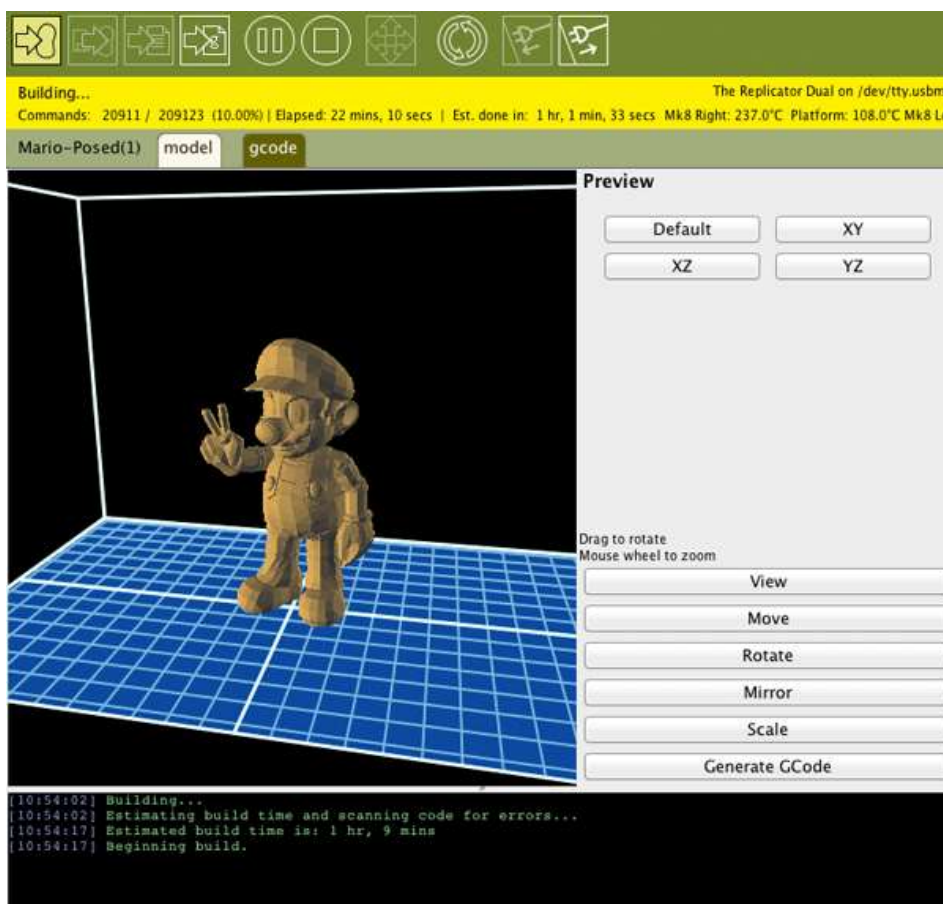 Building...
The Replicator Dual on /dev/tty.usbm
Commands: 20911 / 209123 (10.00%) | Elapsed: 22 mins, 10 secs | Est. done in: 1 hr, 1 min, 33 secs Mk8 Right: 237.0°C Platform: 108.0°C Mk8 L
Mario-Posed(1) model gcode
Preview
Default XY
XZ YZ
Drag to rotate
Mouse wheel to zoom
View
Move
Rotate
Mirror
Scale
Generate GCode
[10:54:02] Building...
[10:54:02] Estimating build time and scanning code for errors...
[10:54:17] Estimated build time is: 1 hr, 9 mins
[10:54:17] Beginning build.